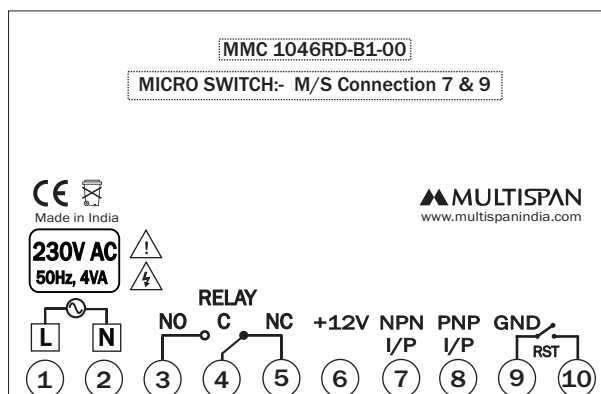 MMC 1046RD-B1-00
MICRO SWITCH:- M/S Connection 7 & 9
CE
Made in India
MULTISPAN
www.multispanindia.com
230V AC
50Hz, 4VA
RELAY
L N NO C NC +12V NPN I/P PNP I/P GND RST
1 2 3 4 5 6 7 8 9 10